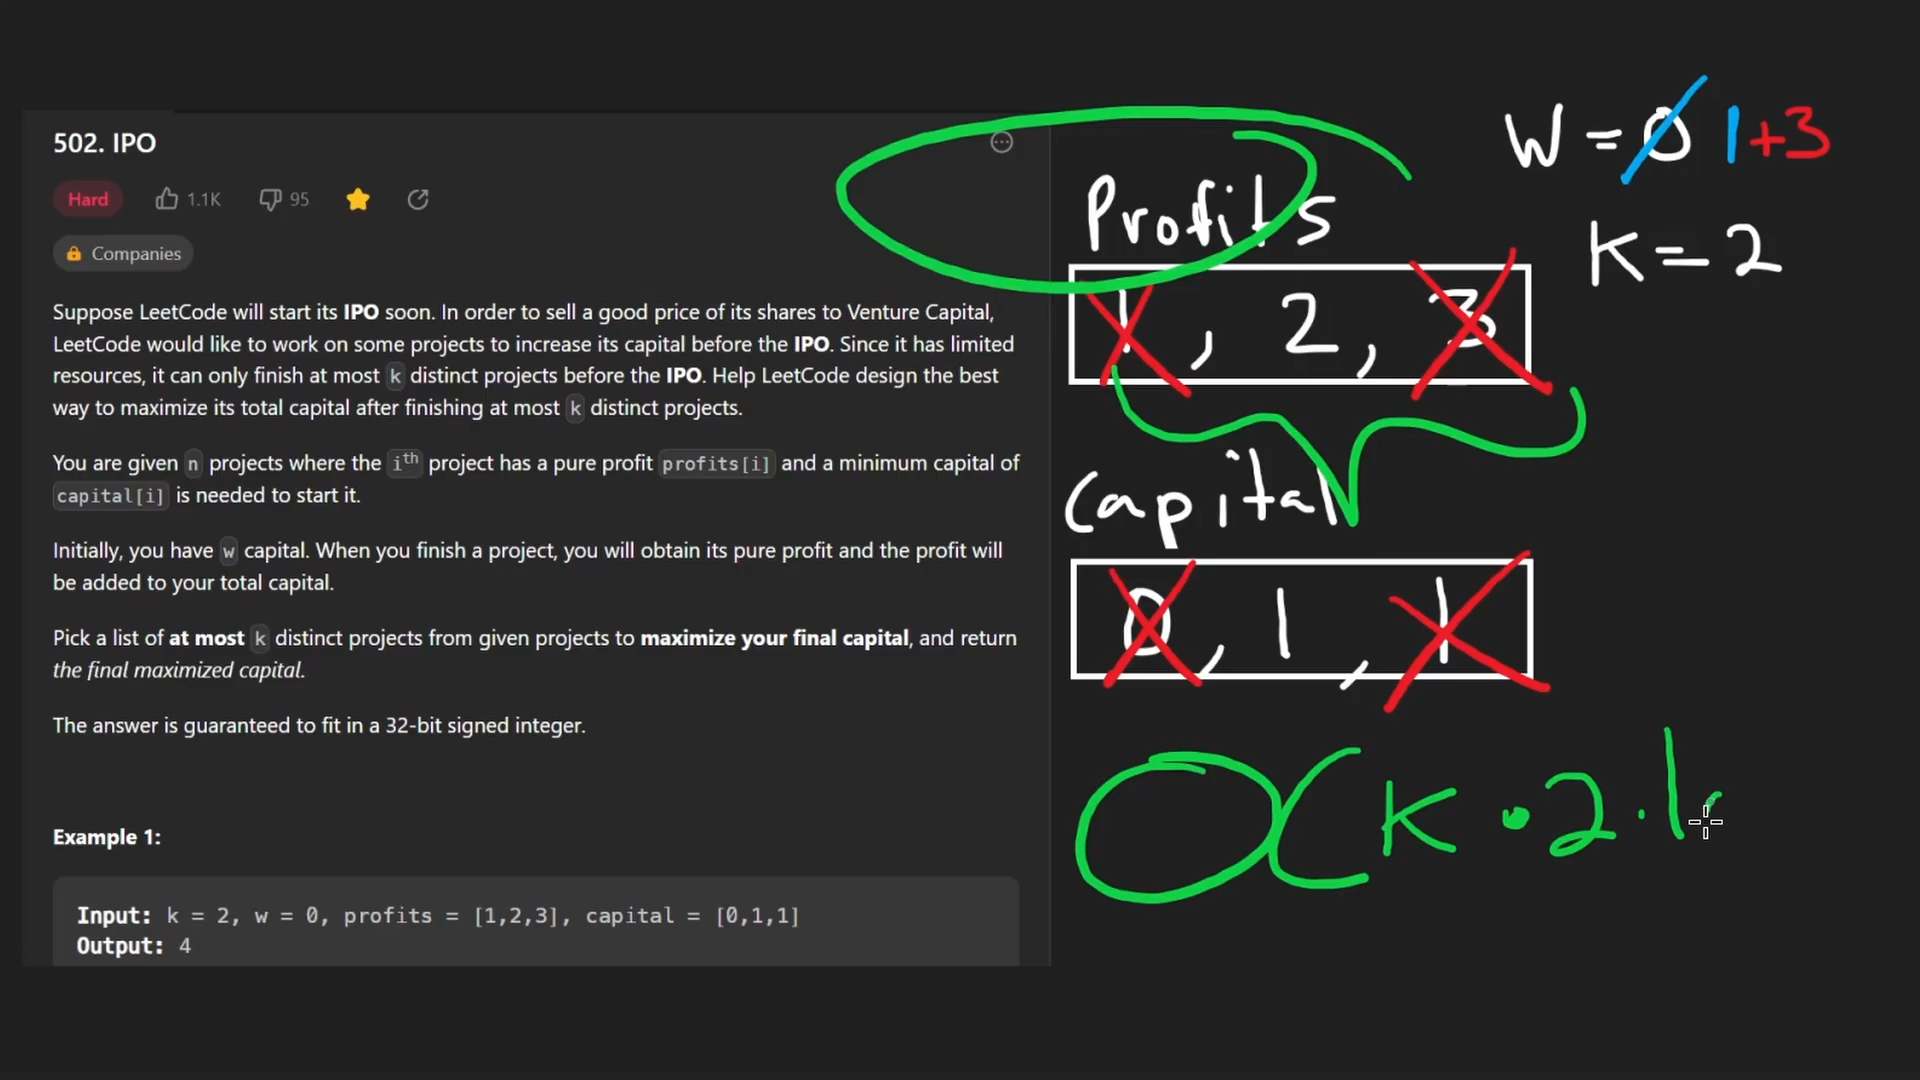 502. IPO
Hard 1.1K 95
Companies
Suppose LeetCode will start its IPO soon. In order to sell a good price of its shares to Venture Capital,
LeetCode would like to work on some projects to increase its capital before the IPO. Since it has limited
resources, it can only finish at most k distinct projects before the IPO. Help LeetCode design the best
way to maximize its total capital after finishing at most k distinct projects.
You are given n projects where the ith project has a pure profit profits[i] and a minimum capital of
capital[i] is needed to start it.
Initially, you have w capital. When you finish a project, you will obtain its pure profit and the profit will
be added to your total capital.
Pick a list of at most k distinct projects from given projects to maximize your final capital, and return
the final maximized capital.
The answer is guaranteed to fit in a 32-bit signed integer.
Example 1:
Input: k = 2, w = 0, profits = [1,2,3], capital = [0,1,1]
Output: 4
W = 0 1+3
K = 2
Profits
1, 2, 3
Capital
0, 1, 1
O(K · 2 · l